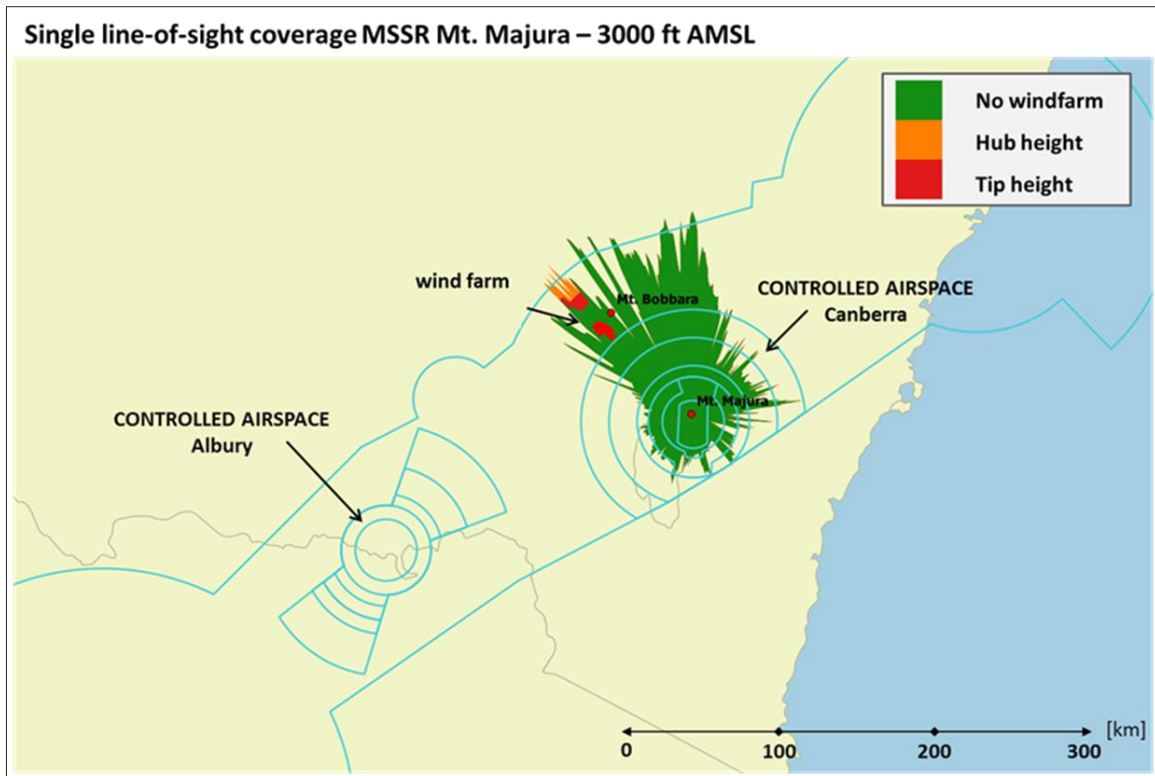 Single line-of-sight coverage MSSR Mt. Majura – 3000 ft AMSL
No windfarm
Hub height
Tip height
wind farm
Mt. Bobbara
CONTROLLED AIRSPACE
Canberra
Mt. Majura
CONTROLLED AIRSPACE
Albury
[km]
0 100 200 300